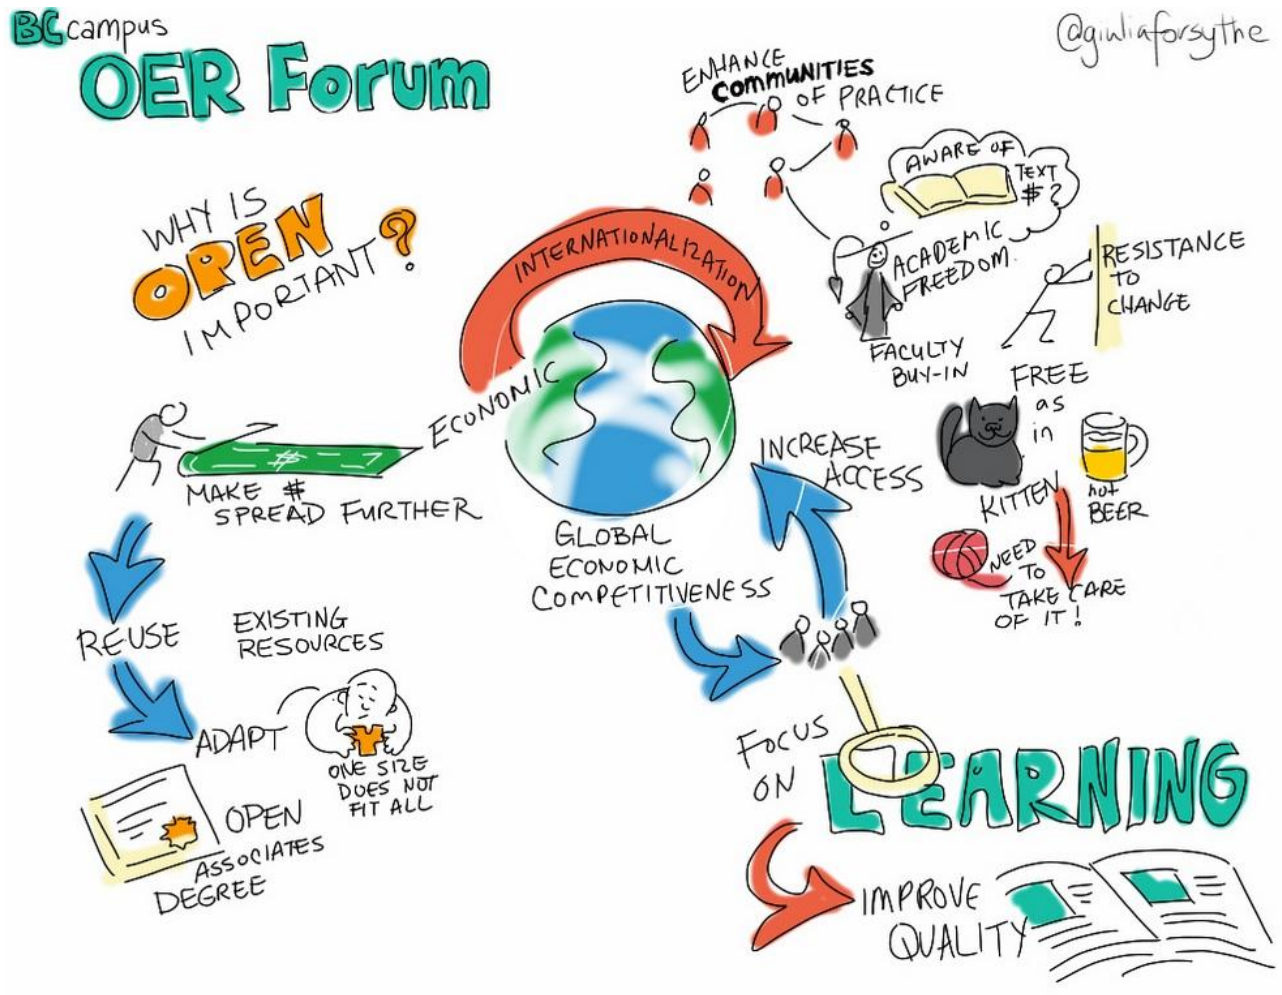 BCcampus
OER Forum
@giuliaforsythe
WHY IS
OPEN
IMPORTANT?
ENHANCE
COMMUNITIES
OF PRACTICE
AWARE OF
TEXT
$?
ACADEMIC
FREEDOM.
FACULTY
BUY-IN
RESISTANCE
TO
CHANGE
INTERNATIONALIZATION
ECONOMIC
$
MAKE $
SPREAD FURTHER
GLOBAL
ECONOMIC
COMPETITIVENESS
INCREASE
ACCESS
FREE
as
in
KITTEN
not
BEER
NEED
TO
TAKE CARE
OF IT!
REUSE
EXISTING
RESOURCES
ADAPT
ONE SIZE
DOES NOT
FIT ALL
OPEN
ASSOCIATES
DEGREE
FOCUS
ON
LEARNING
IMPROVE
QUALITY